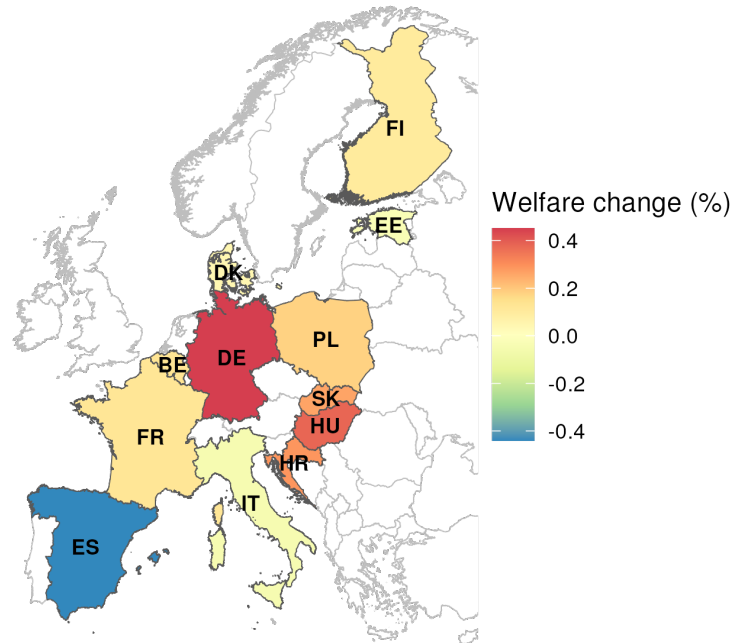 FI
EE
DK
PL
BE
DE
SK
HU
FR
HR
IT
ES
Welfare change (%)
0.4
0.2
0.0
-0.2
-0.4